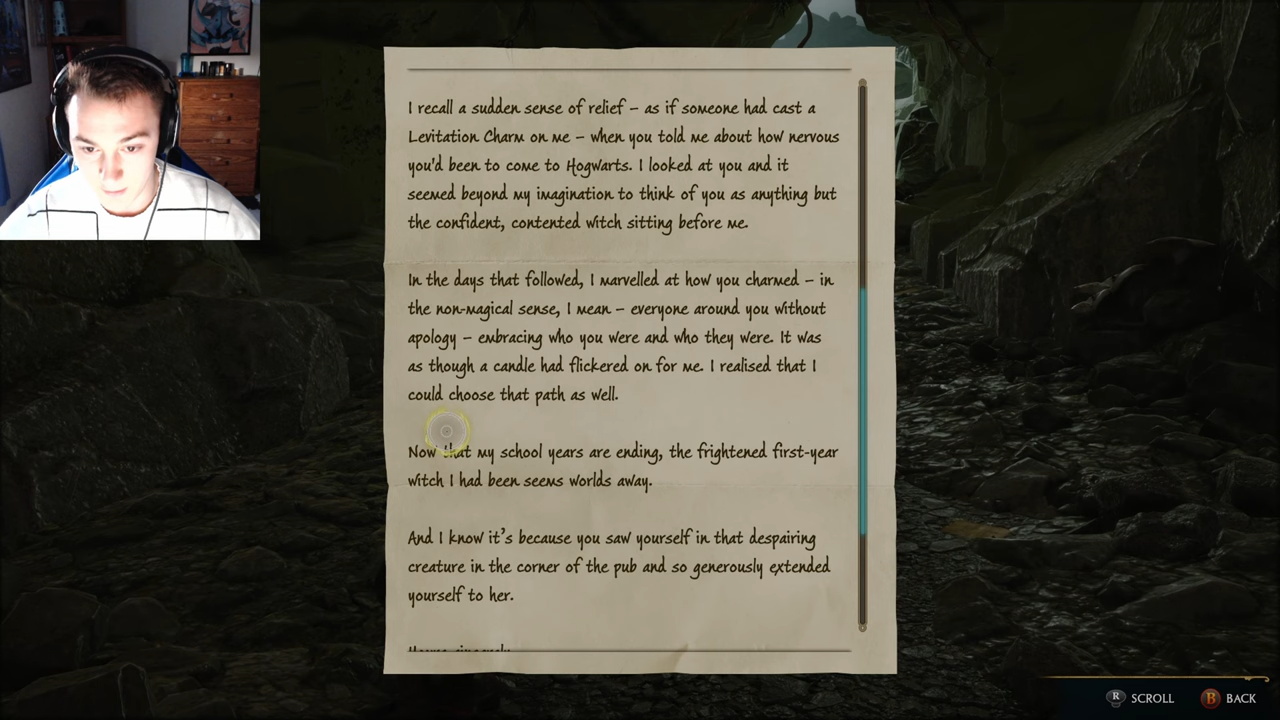 I recall a sudden sense of relief – as if someone had cast a
Levitation Charm on me – when you told me about how nervous
you'd been to come to Hogwarts. I looked at you and it
seemed beyond my imagination to think of you as anything but
the confident, contented witch sitting before me.
In the days that followed, I marvelled at how you charmed – in
the non-magical sense, I mean – everyone around you without
apology – embracing who you were and who they were. It was
as though a candle had flickered on for me. I realised that I
could choose that path as well.
Now that my school years are ending, the frightened first-year
witch I had been seems worlds away.
And I know it's because you saw yourself in that despairing
creature in the corner of the pub and so generously extended
yourself to her.
R SCROLL
B BACK